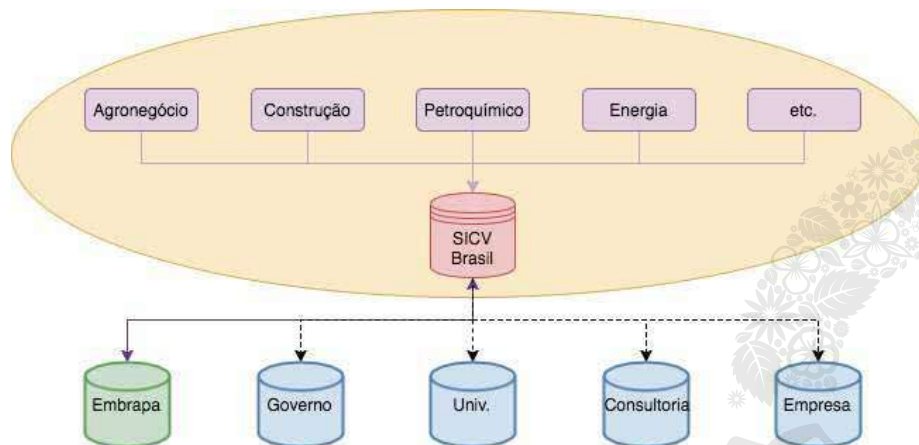 Agronegócio
Construção
Petroquímico
Energia
etc.
SICV
Brasil
Embrapa
Governo
Univ.
Consultoria
Empresa